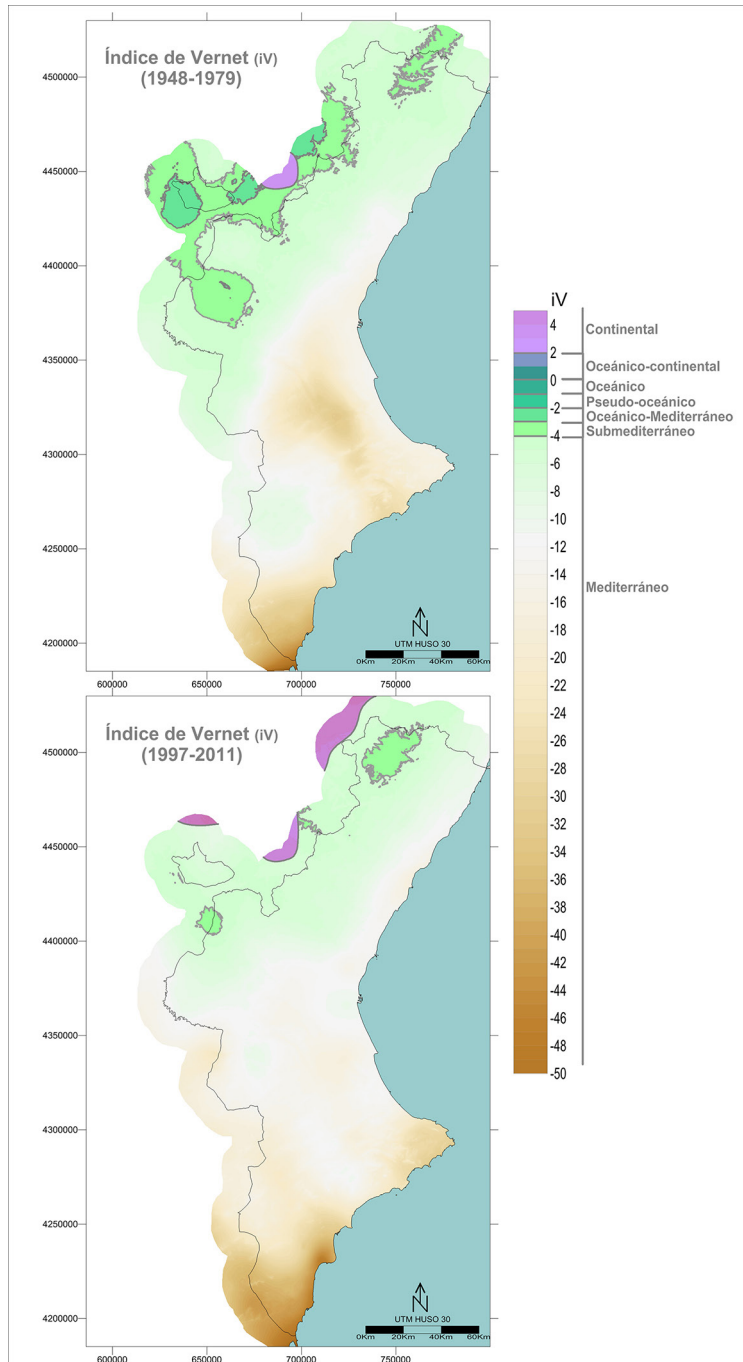 Índice de Vernet (iV)
(1948-1979)
4500000
4450000
4400000
4350000
4300000
4250000
4200000
N
UTM HUSO 30
0Km 20Km 40Km 60Km
600000 650000 700000 750000
iV
4
2
0
-2
-4
-6
-8
-10
-12
-14
-16
-18
-20
-22
-24
-26
-28
-30
-32
-34
-36
-38
-40
-42
-44
-46
-48
-50
Continental
Oceánico-continental
Oceánico
Pseudo-oceánico
Oceánico-Mediterráneo
Submediterráneo
Mediterráneo
Índice de Vernet (iV)
(1997-2011)
4500000
4450000
4400000
4350000
4300000
4250000
4200000
N
UTM HUSO 30
0Km 20Km 40Km 60Km
600000 650000 700000 750000